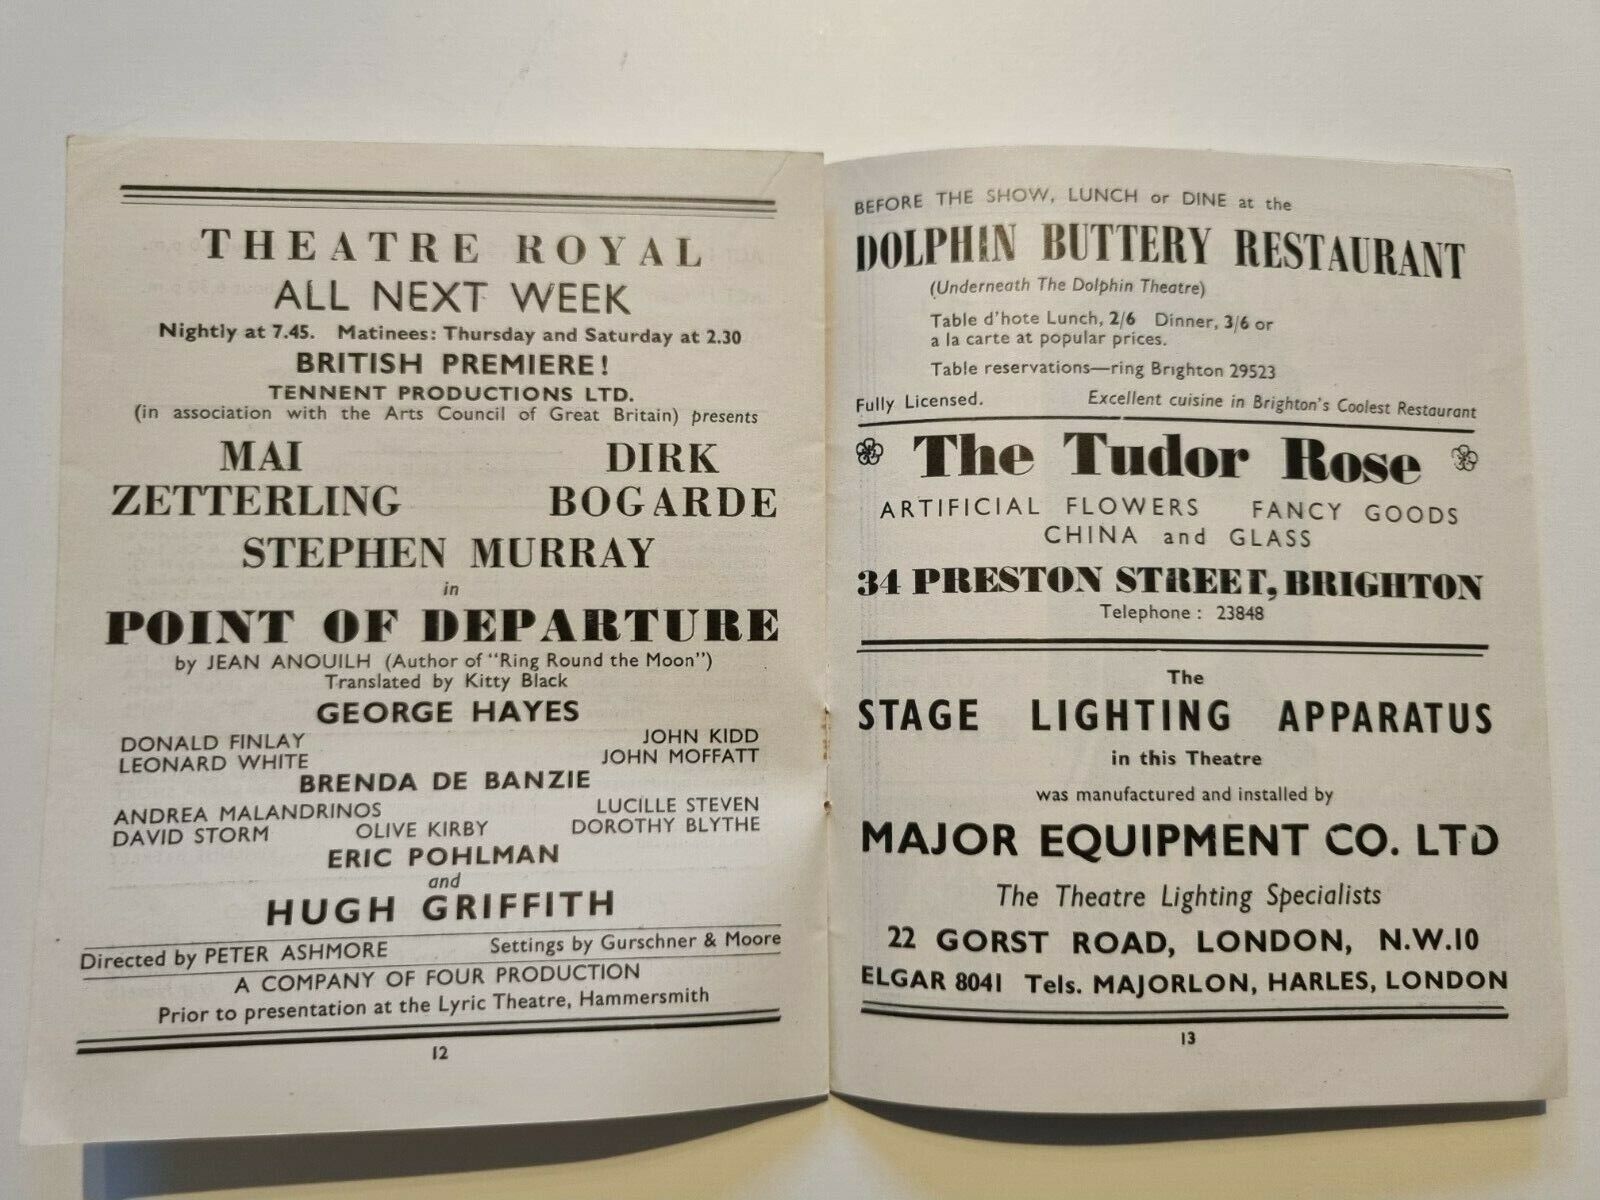 THEATRE ROYAL
ALL NEXT WEEK
Nightly at 7.45. Matinees: Thursday and Saturday at 2.30
BRITISH PREMIERE!
TENNENT PRODUCTIONS LTD.
(in association with the Arts Council of Great Britain) presents
MAI DIRK
ZETTERLING BOGARDE
STEPHEN MURRAY
in
POINT OF DEPARTURE
by JEAN ANOUILH (Author of "Ring Round the Moon")
Translated by Kitty Black
GEORGE HAYES
DONALD FINLAY JOHN KIDD
LEONARD WHITE JOHN MOFFATT
BRENDA DE BANZIE
ANDREA MALANDRINOS LUCILLE STEVEN
DAVID STORM OLIVE KIRBY DOROTHY BLYTHE
ERIC POHLMAN
and
HUGH GRIFFITH
Directed by PETER ASHMORE Settings by Gurschner & Moore
A COMPANY OF FOUR PRODUCTION
Prior to presentation at the Lyric Theatre, Hammersmith
12
BEFORE THE SHOW, LUNCH or DINE at the
DOLPHIN BUTTERY RESTAURANT
(Underneath The Dolphin Theatre)
Table d'hote Lunch, 2/6 Dinner, 3/6 or
a la carte at popular prices.
Table reservations—ring Brighton 29523
Fully Licensed. Excellent cuisine in Brighton's Coolest Restaurant
The Tudor Rose
ARTIFICIAL FLOWERS FANCY GOODS
CHINA and GLASS
34 PRESTON STREET, BRIGHTON
Telephone : 23848
The
STAGE LIGHTING APPARATUS
in this Theatre
was manufactured and installed by
MAJOR EQUIPMENT CO. LTD
The Theatre Lighting Specialists
22 GORST ROAD, LONDON, N.W.10
ELGAR 8041 Tels. MAJORLON, HARLES, LONDON
13